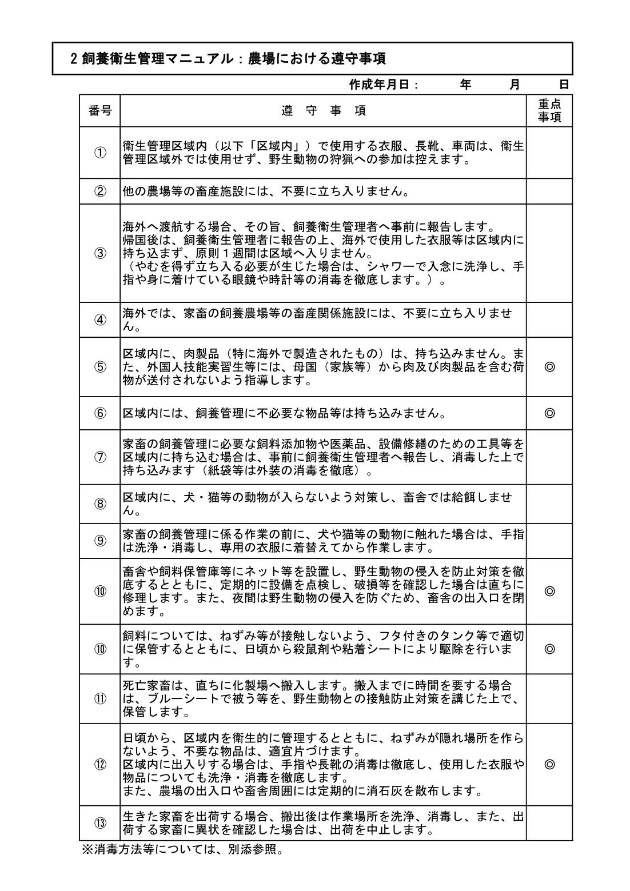 2 飼養衛生管理マニュアル：農場における遵守事項
作成年月日： 年 月 日
番号 遵 守 事 項 重点
事項
① 衛生管理区域内（以下「区域内」）で使用する衣服、長靴、車両は、衛生
管理区域外では使用せず、野生動物の狩猟への参加は控えます。
② 他の農場等の畜産施設には、不要に立ち入りません。
③ 海外へ渡航する場合、その旨、飼養衛生管理者へ事前に報告します。
帰国後は、飼養衛生管理者に報告の上、海外で使用した衣服等は区域内に
持ち込まず、原則１週間は区域へ入りません。
（やむを得ず立ち入る必要が生じた場合は、シャワーで入念に洗浄し、手
指や身に着けている眼鏡や時計等の消毒を徹底します。）。
④ 海外では、家畜の飼養農場等の畜産関係施設には、不要に立ち入りませ
ん。
⑤ 区域内に、肉製品（特に海外で製造されたもの）は、持ち込みません。ま
た、外国人技能実習生等には、母国（家族等）から肉及び肉製品を含む荷
物が送付されないよう指導します。 ◎
⑥ 区域内には、飼養管理に不必要な物品等は持ち込みません。 ◎
⑦ 家畜の飼養管理に必要な飼料添加物や医薬品、設備修繕のための工具等を
区域内に持ち込む場合は、事前に飼養衛生管理者へ報告し、消毒した上で
持ち込みます（紙袋等は外装の消毒を徹底）。
⑧ 区域内に、犬・猫等の動物が入らないよう対策し、畜舎では給餌しませ
ん。
⑨ 家畜の飼養管理に係る作業の前に、犬や猫等の動物に触れた場合は、手指
は洗浄・消毒し、専用の衣服に着替えてから作業します。
⑩ 畜舎や飼料保管庫等にネット等を設置し、野生動物の侵入を防止対策を徹
底するとともに、定期的に設備を点検し、破損等を確認した場合は直ちに
修理します。また、夜間は野生動物の侵入を防ぐため、畜舎の出入口を閉
めます。 ◎
⑩ 飼料については、ねずみ等が接触しないよう、フタ付きのタンク等で適切
に保管するとともに、日頃から殺鼠剤や粘着シートにより駆除を行いま
す。 ◎
⑪ 死亡家畜は、直ちに化製場へ搬入します。搬入までに時間を要する場合
は、ブルーシートで被う等を、野生動物との接触防止対策を講じた上で、
保管します。
⑫ 日頃から、区域内を衛生的に管理するとともに、ねずみが隠れ場所を作ら
ないよう、不要な物品は、適宜片づけます。
区域内に出入りする場合は、手指や長靴の消毒は徹底し、使用した衣服や
物品についても洗浄・消毒を徹底します。
また、農場の出入口や畜舎周囲には定期的に消石灰を散布します。 ◎
⑬ 生きた家畜を出荷する場合、搬出後は作業場所を洗浄、消毒し、また、出
荷する家畜に異状を確認した場合は、出荷を中止します。
※消毒方法等については、別添参照。